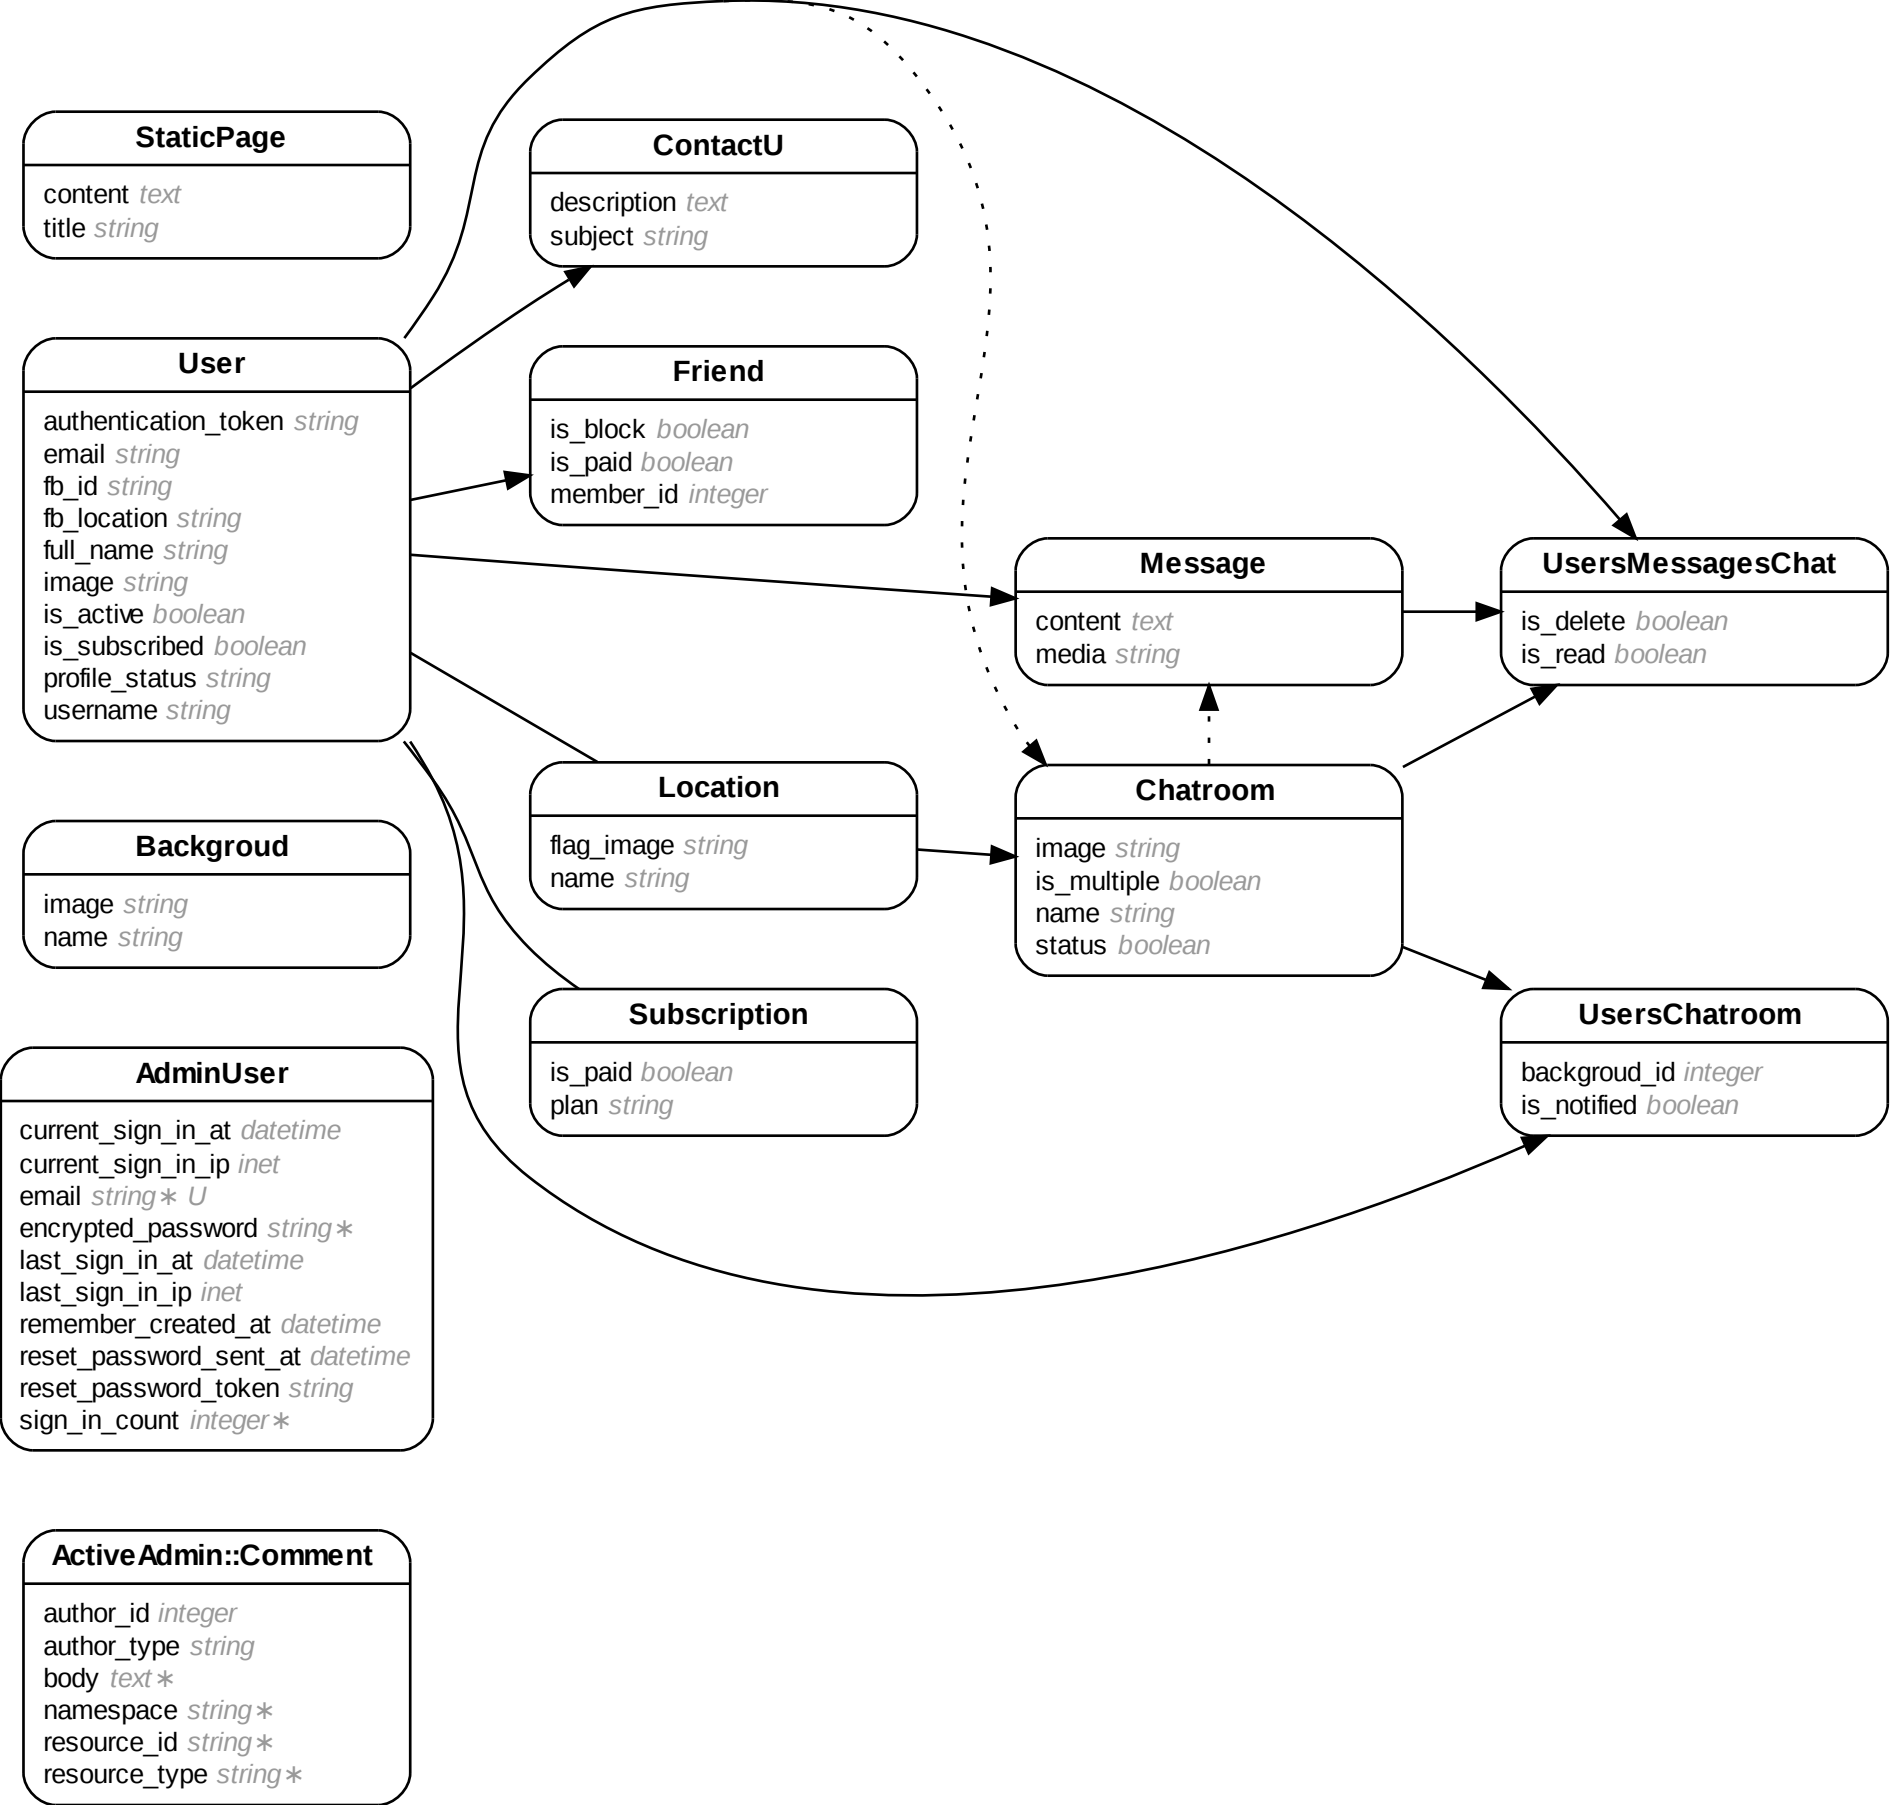 StaticPage
content text
title string
ContactU
description text
subject string
User
authentication_token string
email string
fb_id string
fb_location string
full_name string
image string
is_active boolean
is_subscribed boolean
profile_status string
username string
Friend
is_block boolean
is_paid boolean
member_id integer
Message
content text
media string
UsersMessagesChat
is_delete boolean
is_read boolean
Location
flag_image string
name string
Chatroom
image string
is_multiple boolean
name string
status boolean
Backgroud
image string
name string
Subscription
is_paid boolean
plan string
UsersChatroom
backgroud_id integer
is_notified boolean
AdminUser
current_sign_in_at datetime
current_sign_in_ip inet
email string∗ U
encrypted_password string∗
last_sign_in_at datetime
last_sign_in_ip inet
remember_created_at datetime
reset_password_sent_at datetime
reset_password_token string
sign_in_count integer∗
ActiveAdmin::Comment
author_id integer
author_type string
body text∗
namespace string∗
resource_id string∗
resource_type string∗